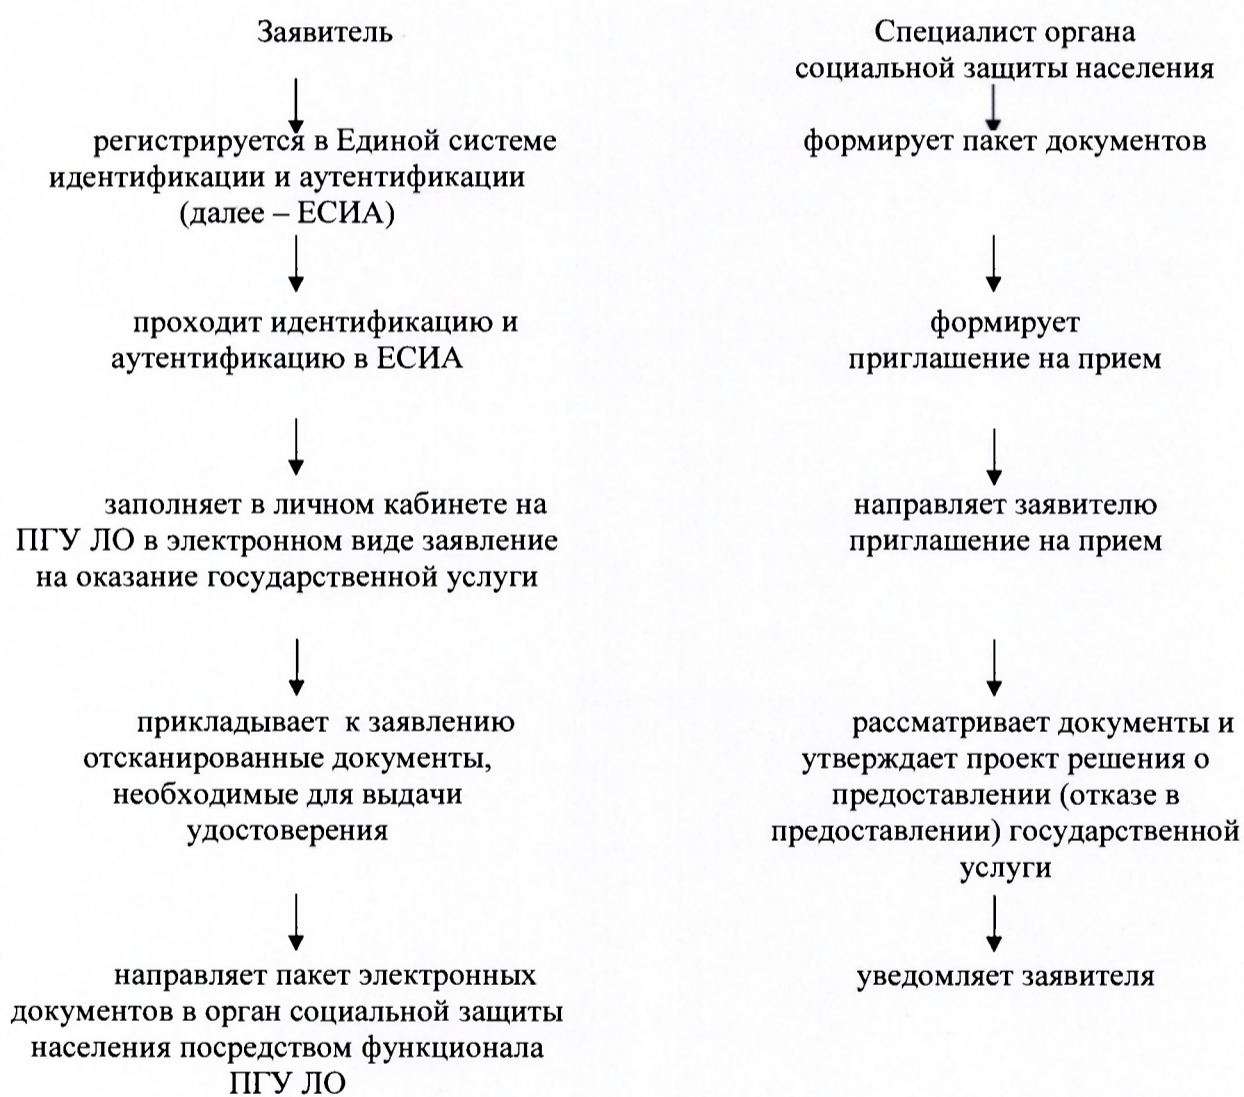 Заявитель
регистрируется в Единой системе
идентификации и аутентификации
(далее – ЕСИА)
проходит идентификацию и
аутентификацию в ЕСИА
заполняет в личном кабинете на
ПГУ ЛО в электронном виде заявление
на оказание государственной услуги
прикладывает к заявлению
отсканированные документы,
необходимые для выдачи
удостоверения
направляет пакет электронных
документов в орган социальной защиты
населения посредством функционала
ПГУ ЛО
Специалист органа
социальной защиты населения
формирует пакет документов
формирует
приглашение на прием
направляет заявителю
приглашение на прием
рассматривает документы и
утверждает проект решения о
предоставлении (отказе в
предоставлении) государственной
услуги
уведомляет заявителя